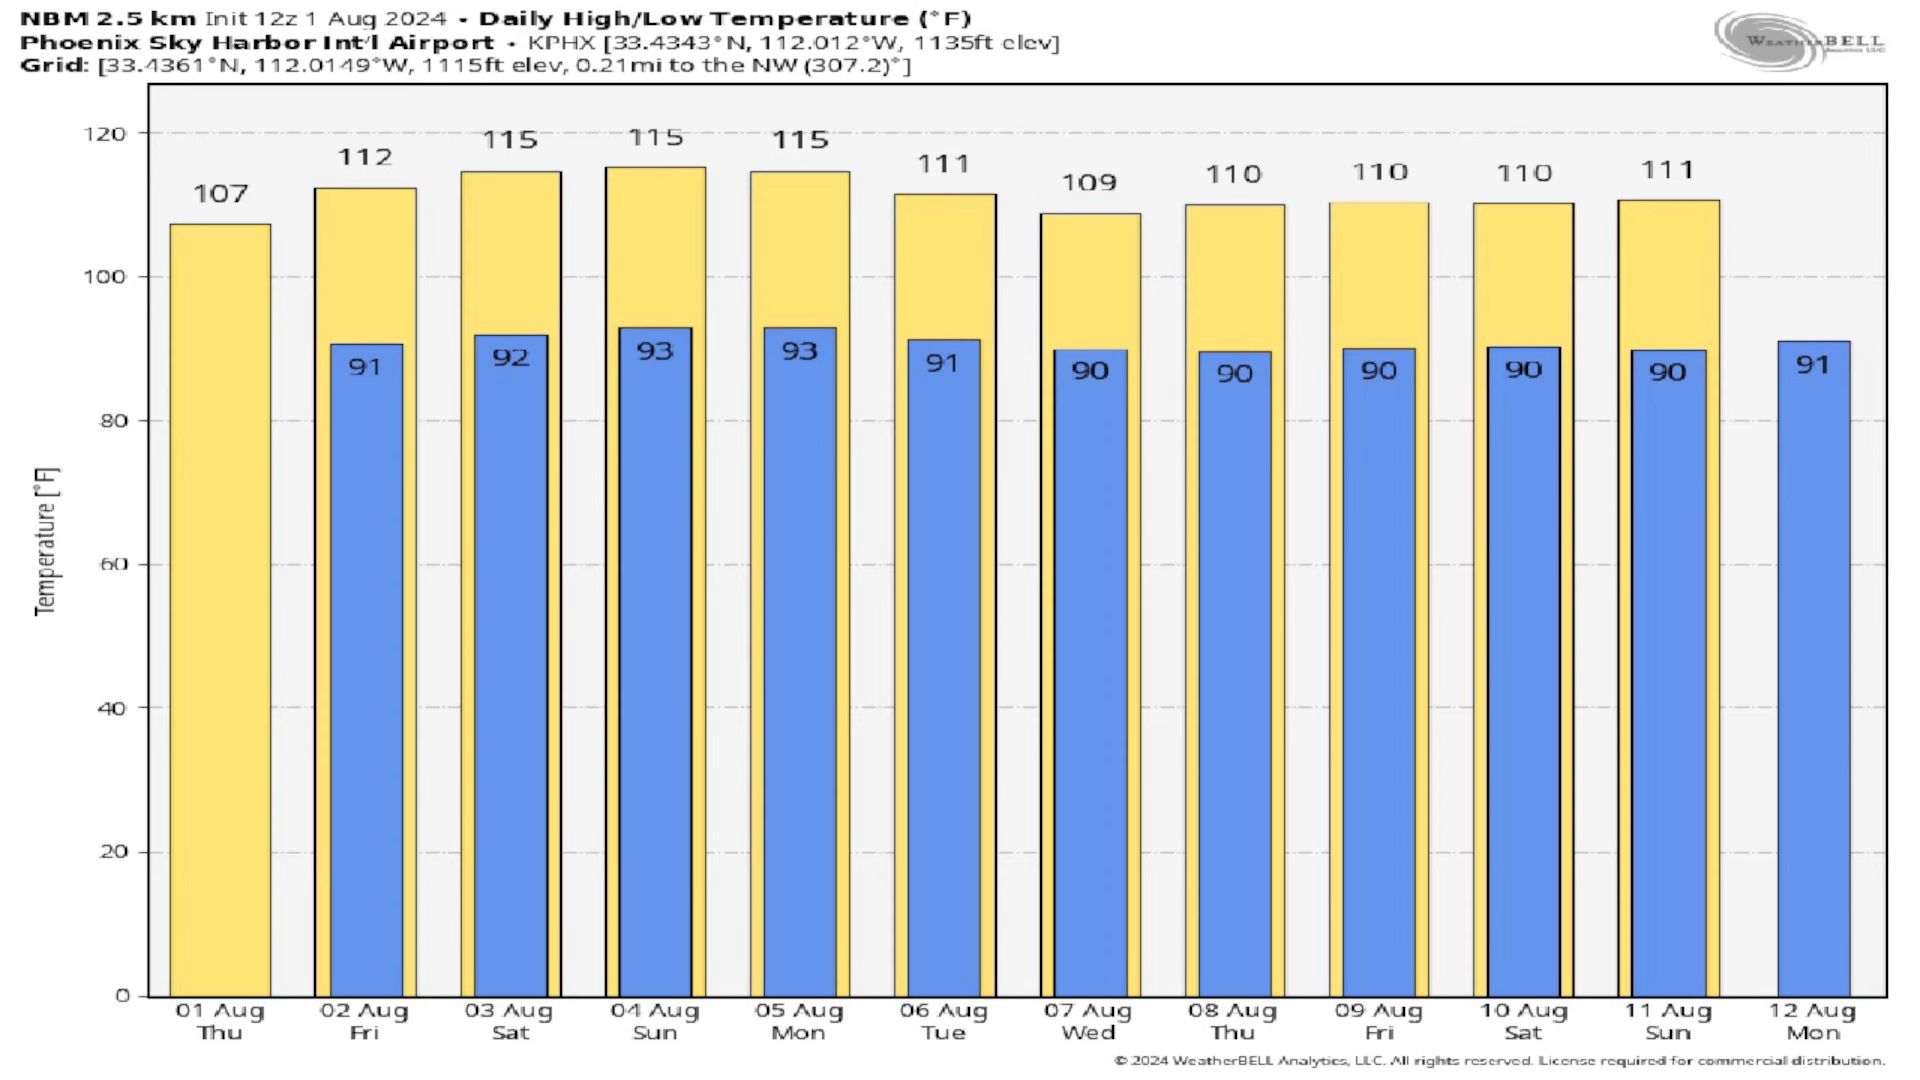 NBM 2.5 km Init 12z 1 Aug 2024 • Daily High/Low Temperature (°F)
Phoenix Sky Harbor Int'l Airport • KPHX [33.4343°N, 112.012°W, 1135ft elev]
Grid: [33.4361°N, 112.0149°W, 1115ft elev, 0.21mi to the NW (307.2)°]
WEATHERBELL
Analytics LLC
120
100
80
60
40
20
0
Temperature [°F]
107
112
115
115
115
111
109
110
110
110
111
91
92
93
93
91
90
90
90
90
90
91
01 Aug
Thu
02 Aug
Fri
03 Aug
Sat
04 Aug
Sun
05 Aug
Mon
06 Aug
Tue
07 Aug
Wed
08 Aug
Thu
09 Aug
Fri
10 Aug
Sat
11 Aug
Sun
12 Aug
Mon
© 2024 WeatherBELL Analytics, LLC. All rights reserved. License required for commercial distribution.